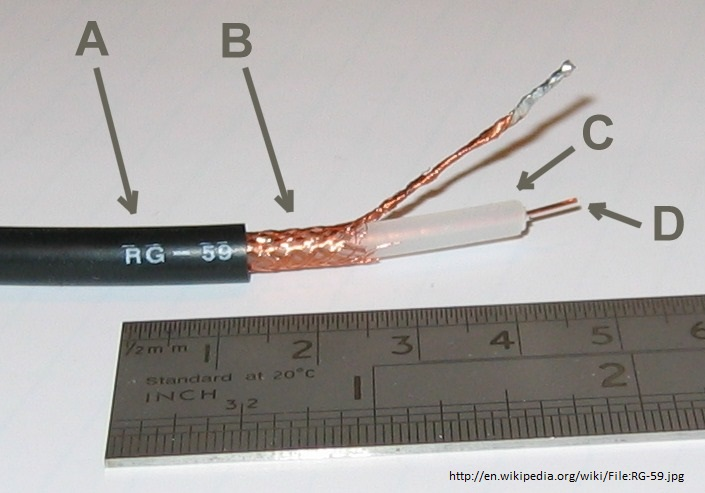 A
B
C
D
RG - 59
1/2 m m 1 2 3 4 5 6
Standard at 20°C
INCH 32 1 2
http://en.wikipedia.org/wiki/File:RG-59.jpg